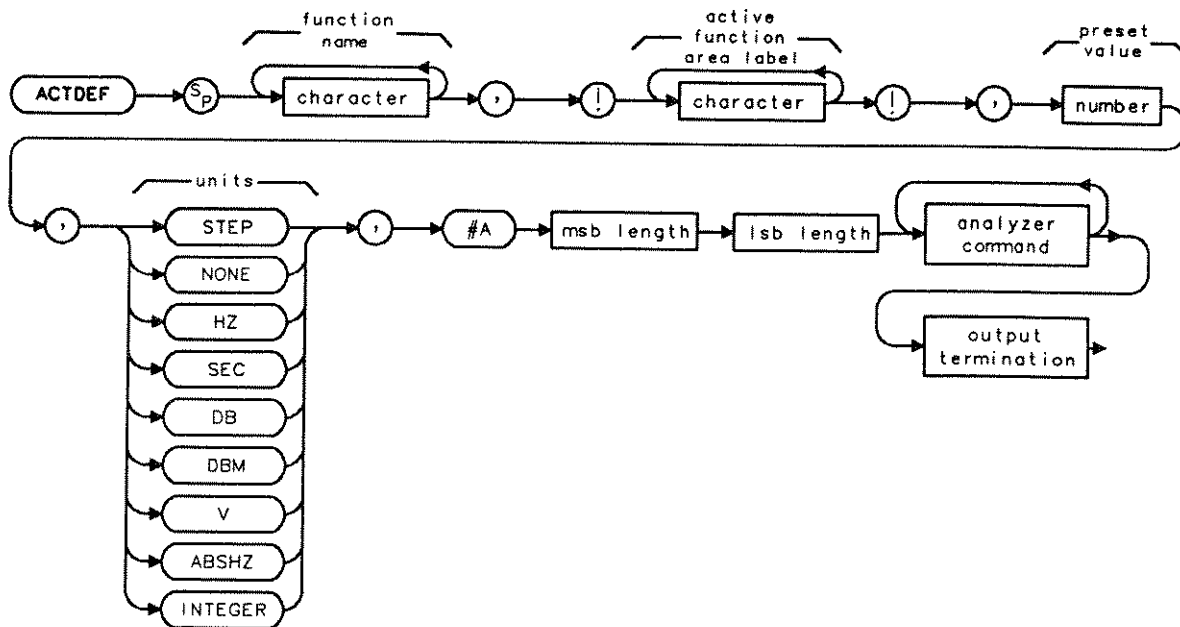 function
name
active
function
area label
preset
value
ACTDEF
SP
character
,
!
character
!
,
number
,
units
STEP
NONE
HZ
SEC
DB
DBM
V
ABSHZ
INTEGER
,
#A
msb length
lsb length
analyzer
command
output
termination